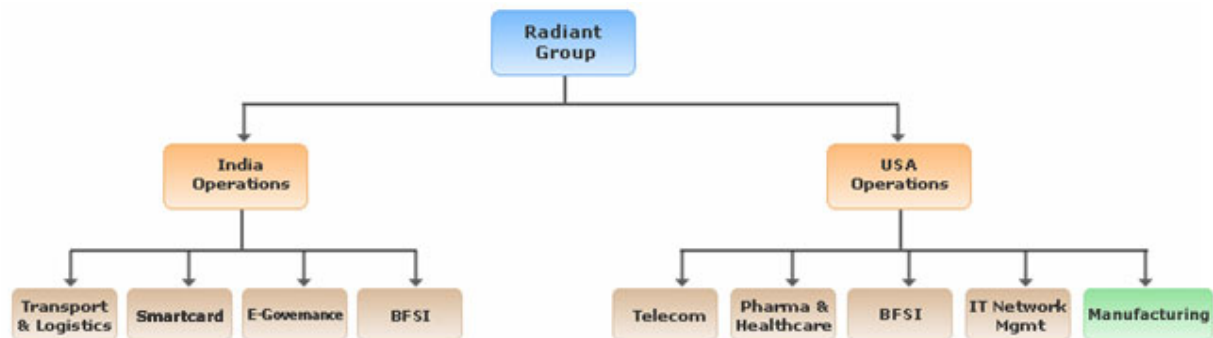 Radiant
Group
India
Operations
USA
Operations
Transport
& Logistics
Smartcard
E-Governance
BFSI
Telecom
Pharma &
Healthcare
BFSI
IT Network
Mgmt
Manufacturing